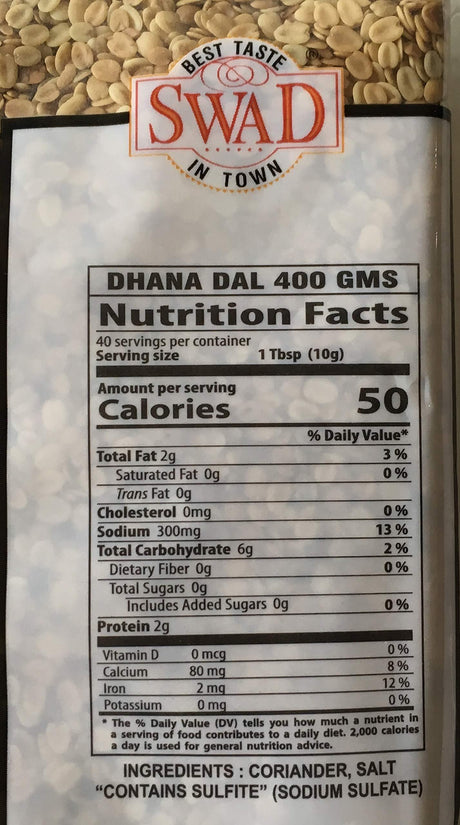 BEST TASTE
SWAD®
IN TOWN
DHANA DAL 400 GMS
Nutrition Facts
40 servings per container
Serving size 1 Tbsp (10g)
Amount per serving
Calories 50
% Daily Value*
Total Fat 2g 3 %
Saturated Fat 0g 0 %
Trans Fat 0g
Cholesterol 0mg 0 %
Sodium 300mg 13 %
Total Carbohydrate 6g 2 %
Dietary Fiber 0g 0 %
Total Sugars 0g
Includes Added Sugars 0g 0 %
Protein 2g
Vitamin D 0 mcg 0 %
Calcium 80 mg 8 %
Iron 2 mg 12 %
Potassium 0 mg 0 %
* The % Daily Value (DV) tells you how much a nutrient in
a serving of food contributes to a daily diet. 2,000 calories
a day is used for general nutrition advice.
INGREDIENTS : CORIANDER, SALT
“CONTAINS SULFITE” (SODIUM SULFATE)